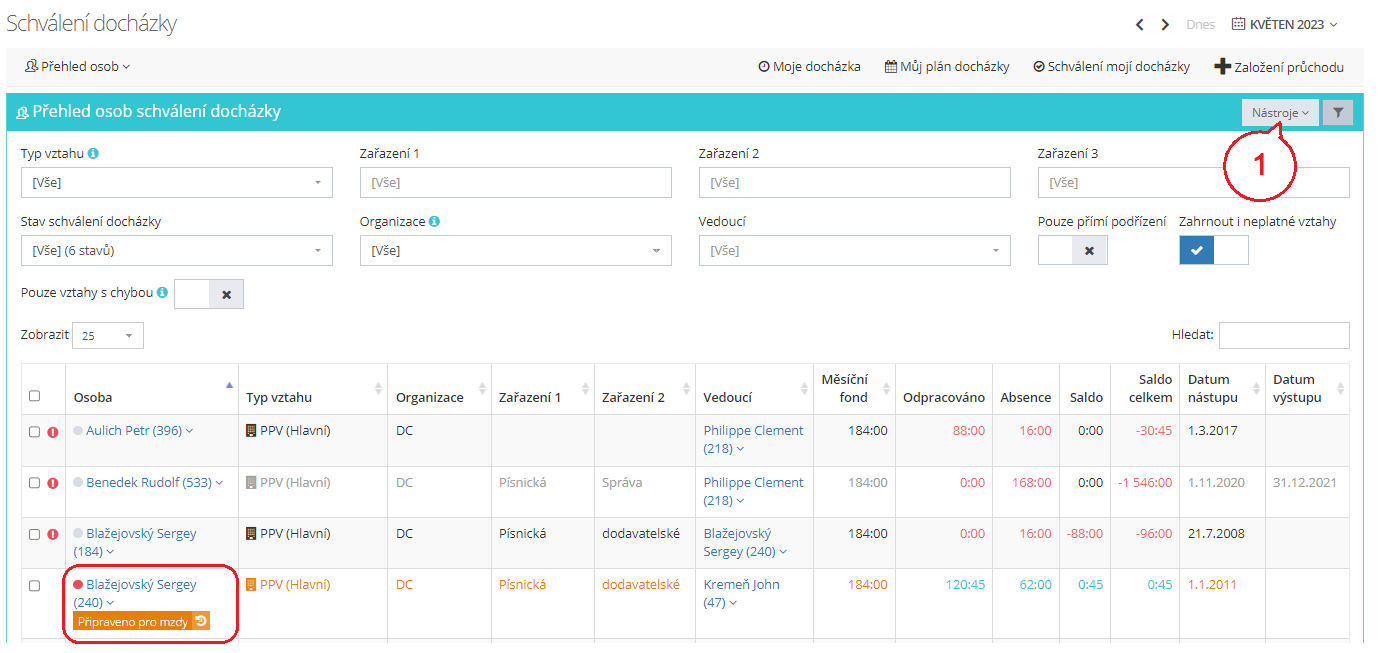 Schválení docházky
Dnes KVĚTEN 2023
Přehled osob Moje docházka Můj plán docházky Schválení mojí docházky Založení průchodu
Přehled osob schválení docházky Nástroje
1
Typ vztahu Zařazení 1 Zařazení 2 Zařazení 3
[Vše] [Vše] [Vše] [Vše]
Stav schválení docházky Organizace Vedoucí Pouze přímí podřízení Zahrnout i neplatné vztahy
[Vše] (6 stavů) [Vše] [Vše]
Pouze vztahy s chybou
Zobrazit 25 Hledat:
Osoba Typ vztahu Organizace Zařazení 1 Zařazení 2 Vedoucí Měsíční fond Odpracováno Absence Saldo Saldo celkem Datum nástupu Datum výstupu
Aulich Petr (396) PPV (Hlavní) DC Philippe Clement 184:00 88:00 16:00 0:00 -30:45 1.3.2017
(218)
Benedek Rudolf (533) PPV (Hlavní) DC Písnická Správa Philippe Clement 184:00 0:00 168:00 0:00 -1 546:00 1.11.2020 31.12.2021
(218)
Blažejovský Sergey PPV (Hlavní) DC Písnická dodavatelské Blažejovský 184:00 0:00 16:00 -88:00 -96:00 21.7.2008
(184) Sergey (240)
Blažejovský Sergey PPV (Hlavní) DC Písnická dodavatelské Kremeň John 184:00 120:45 62:00 0:45 0:45 1.1.2011
(240) (47)
Připraveno pro mzdy